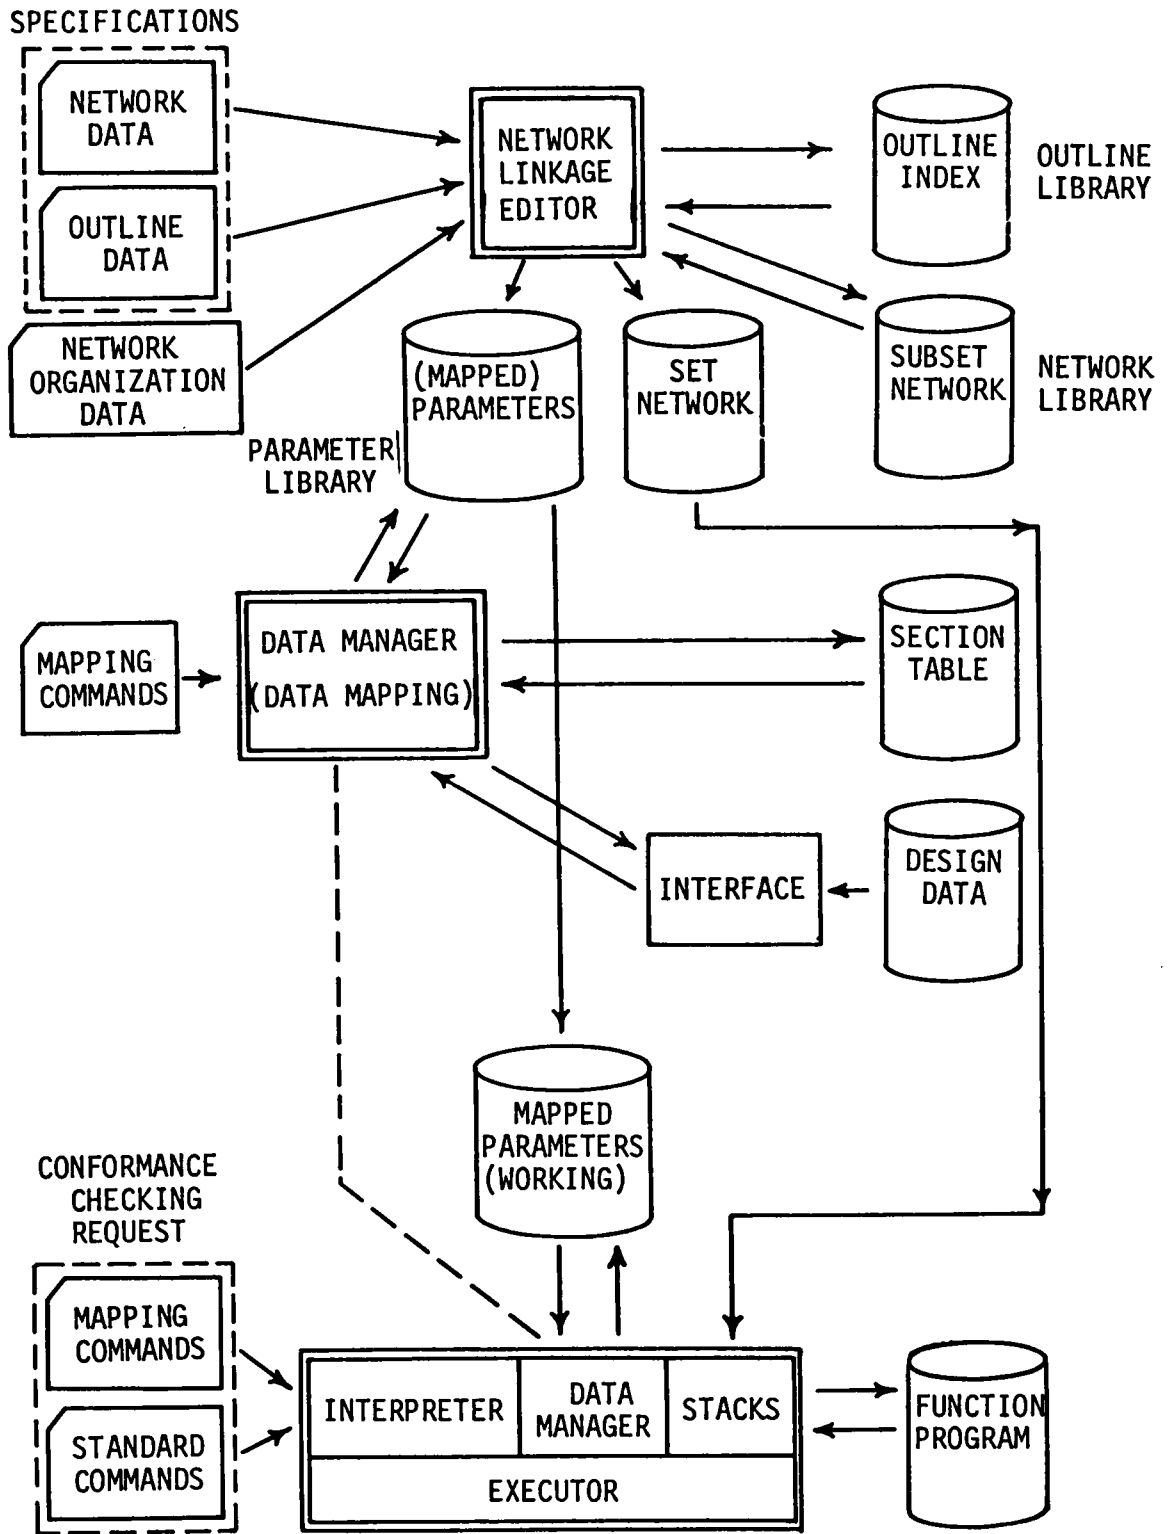 SPECIFICATIONS
NETWORK
DATA
OUTLINE
DATA
NETWORK
ORGANIZATION
DATA
NETWORK
LINKAGE
EDITOR
OUTLINE
INDEX
OUTLINE
LIBRARY
(MAPPED)
PARAMETERS
SET
NETWORK
SUBSET
NETWORK
NETWORK
LIBRARY
PARAMETER
LIBRARY
MAPPING
COMMANDS
DATA MANAGER
(DATA MAPPING)
SECTION
TABLE
INTERFACE
DESIGN
DATA
MAPPED
PARAMETERS
(WORKING)
CONFORMANCE
CHECKING
REQUEST
MAPPING
COMMANDS
STANDARD
COMMANDS
INTERPRETER
DATA
MANAGER
STACKS
EXECUTOR
FUNCTION
PROGRAM